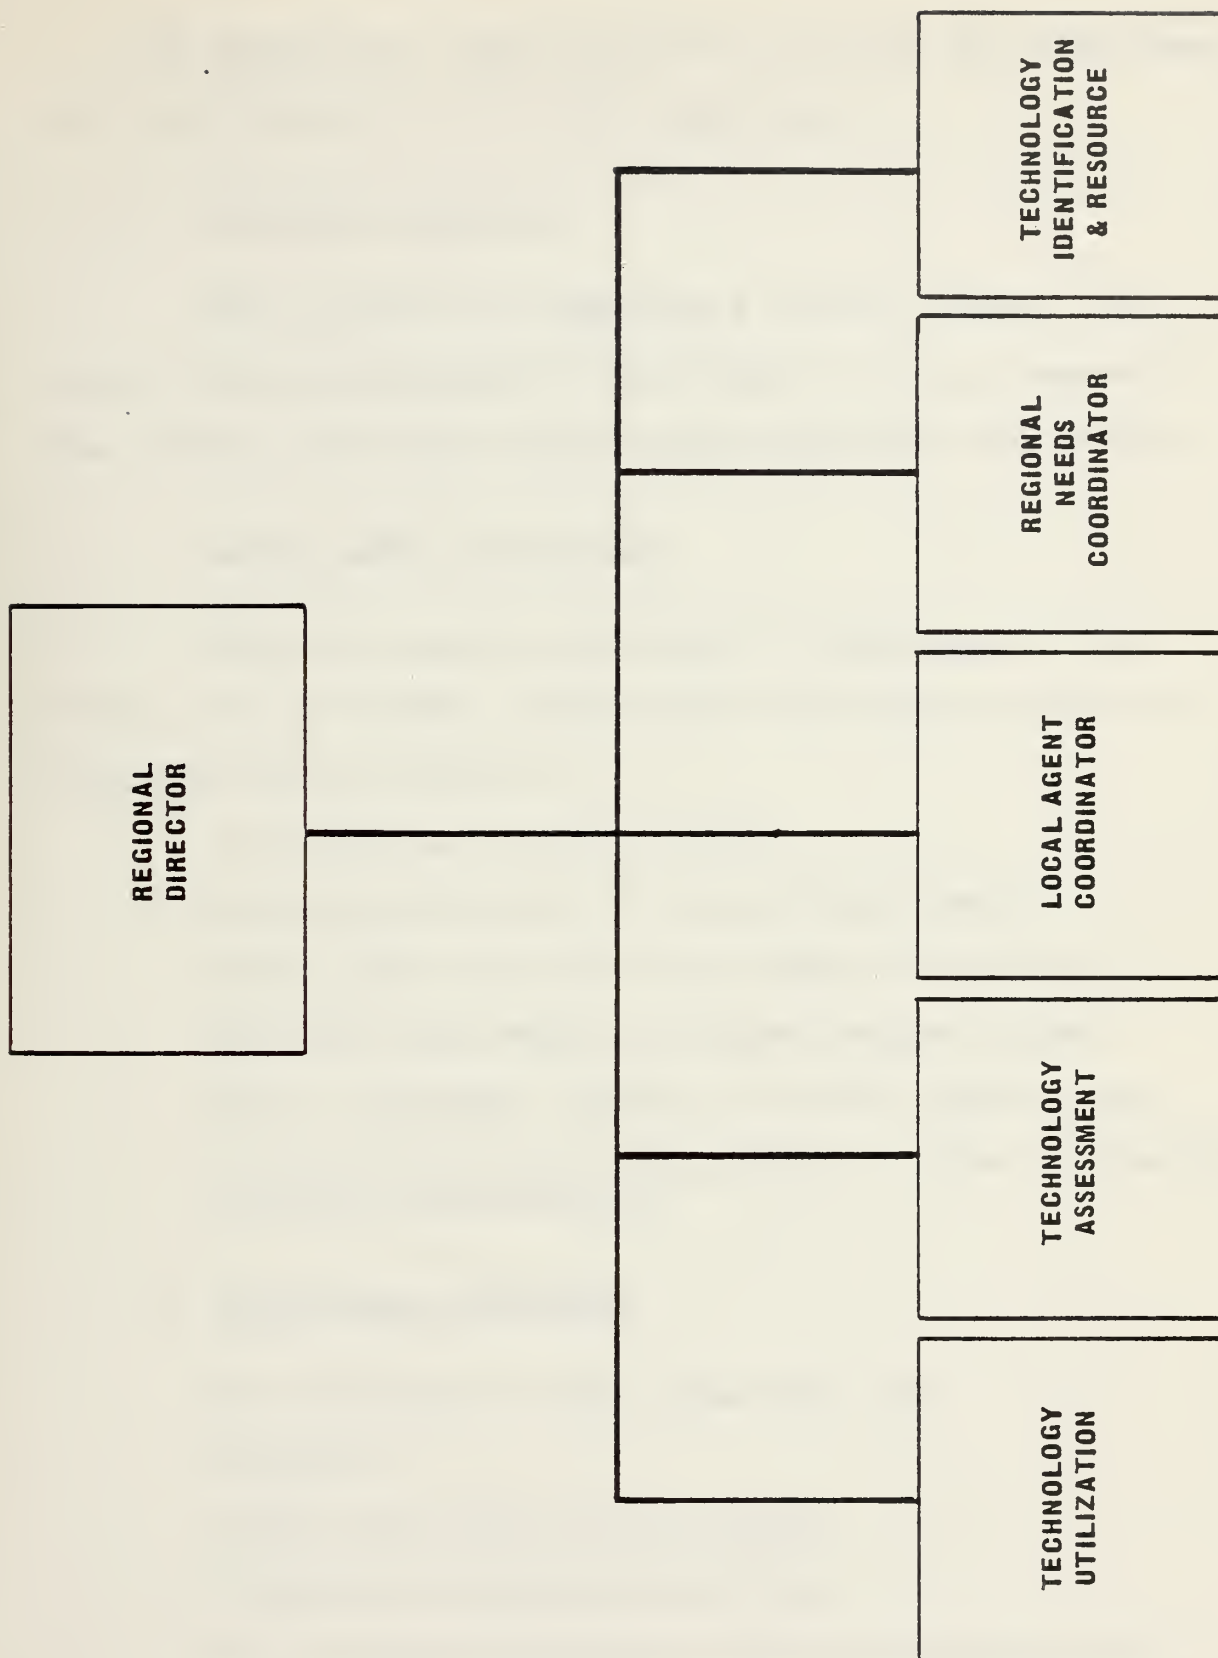 REGIONAL
DIRECTOR
TECHNOLOGY
UTILIZATION
TECHNOLOGY
ASSESSMENT
LOCAL AGENT
COORDINATOR
REGIONAL
NEEDS
COORDINATOR
TECHNOLOGY
IDENTIFICATION
& RESOURCE